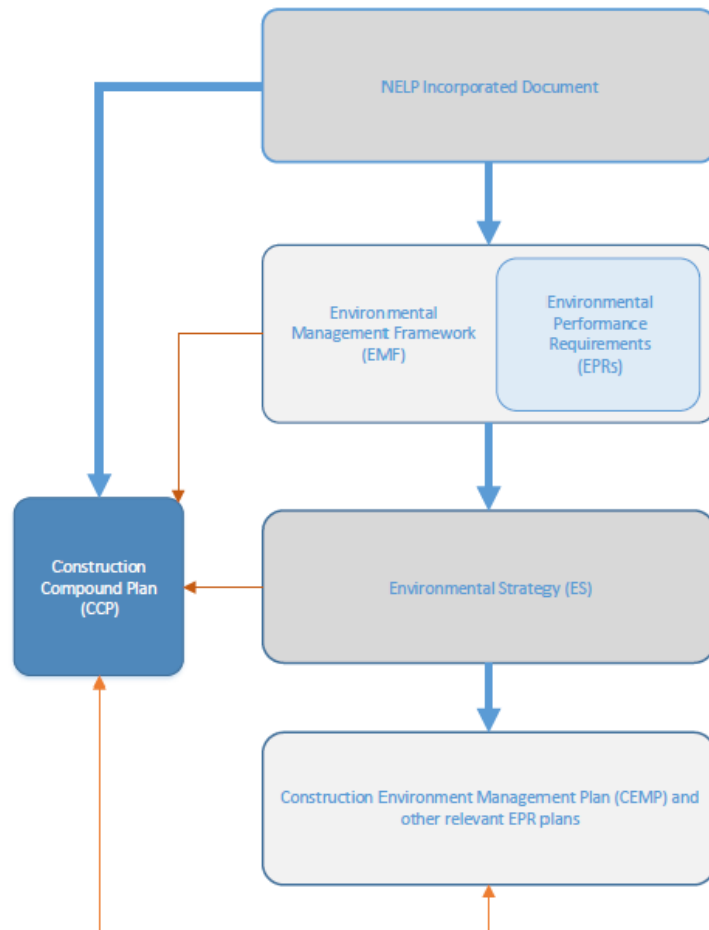 NELP Incorporated Document
Environmental
Management Framework
(EMF)
Environmental
Performance
Requirements
(EPRs)
Construction
Compound Plan
(CCP)
Environmental Strategy (ES)
Construction Environment Management Plan (CEMP) and
other relevant EPR plans